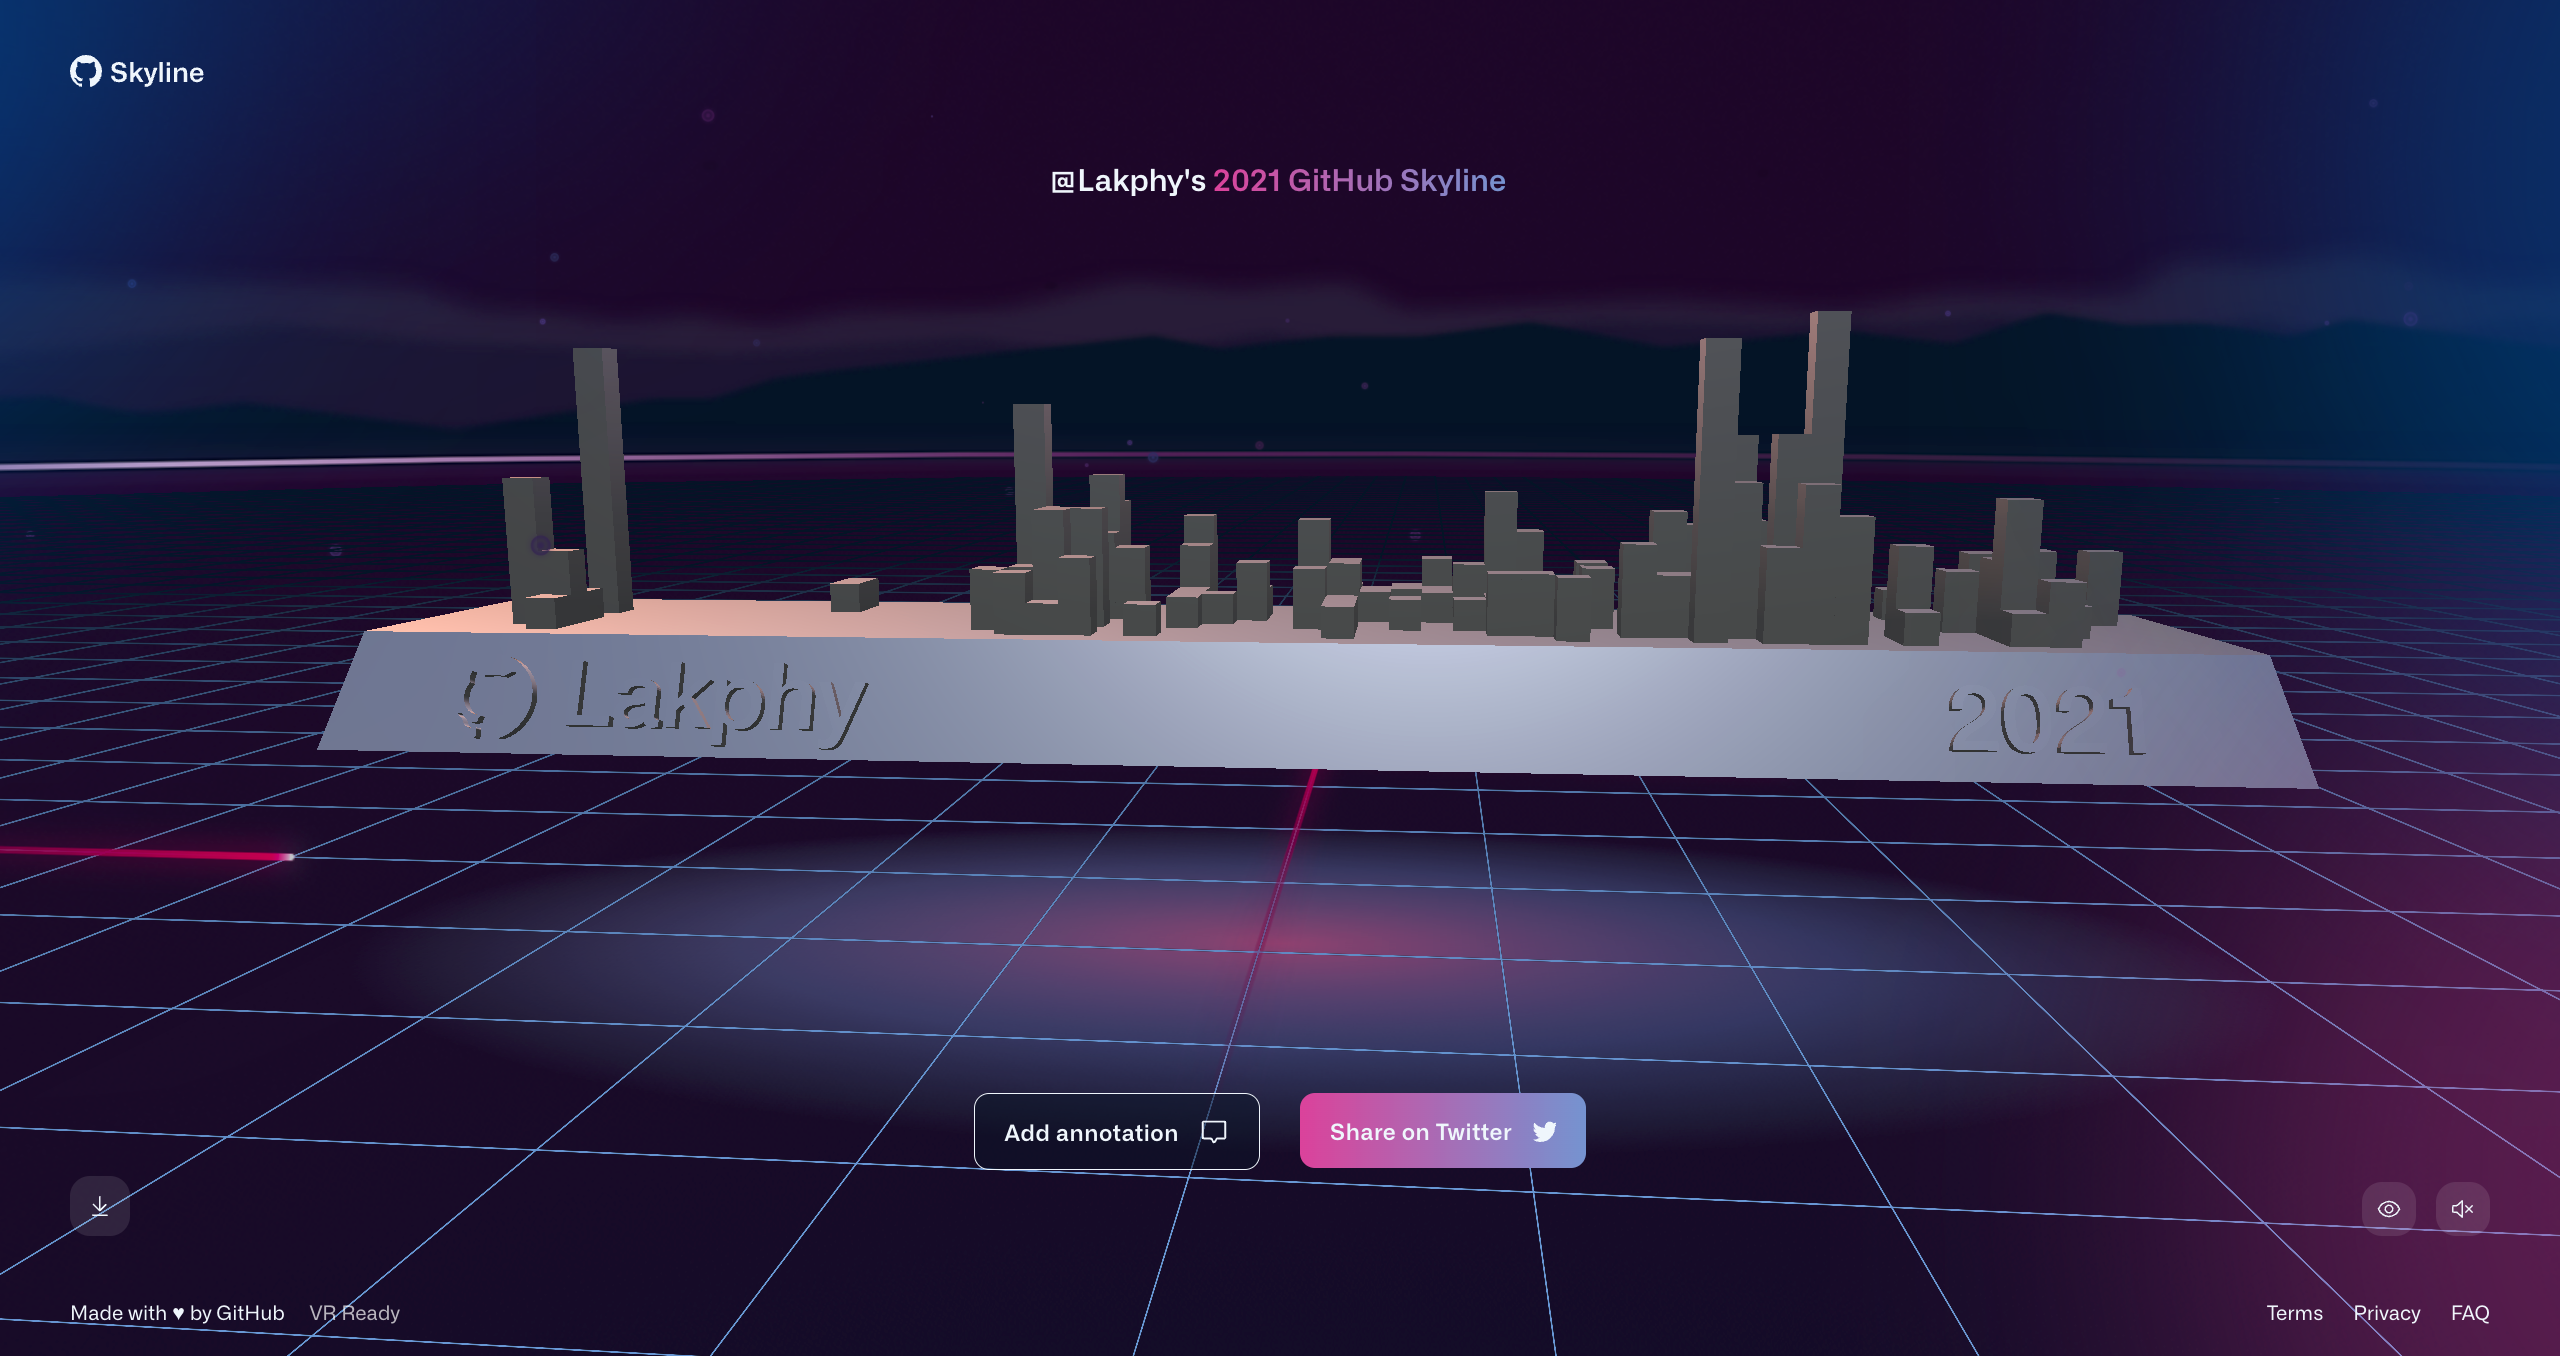 Skyline
@Lakphy's 2021 GitHub Skyline
Lakphy
2021
Add annotation
Share on Twitter
Made with ♥ by GitHub
VR Ready
Terms
Privacy
FAQ